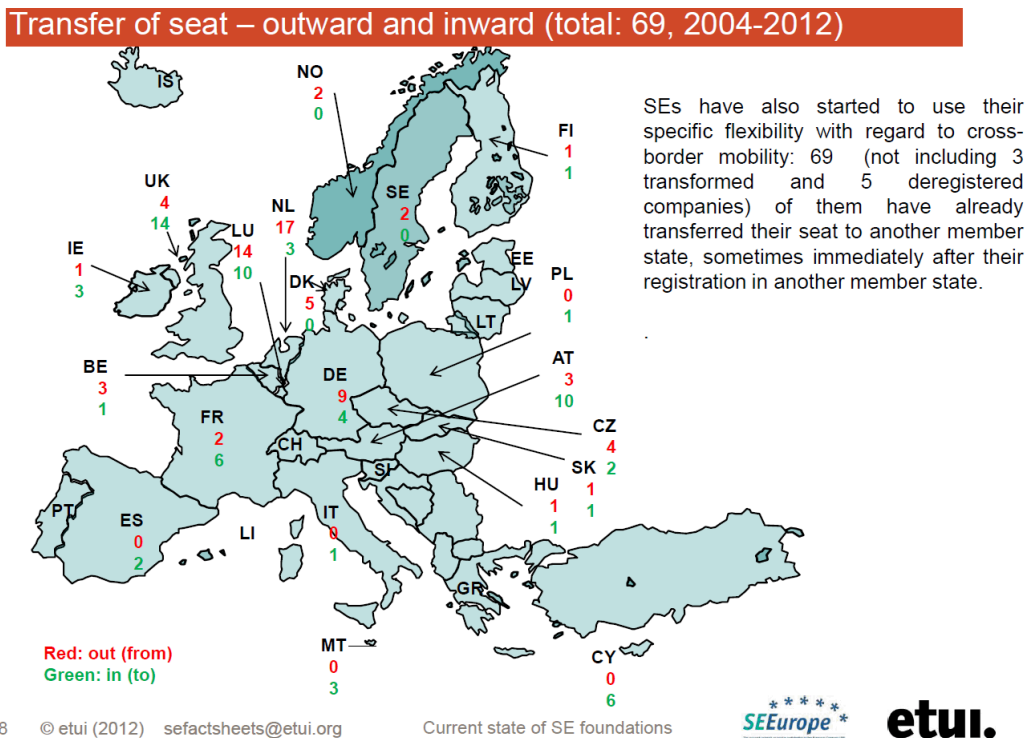 Transfer of seat – outward and inward (total: 69, 2004-2012)
SEs have also started to use their
specific flexibility with regard to cross-
border mobility: 69 (not including 3
transformed and 5 deregistered
companies) of them have already
transferred their seat to another member
state, sometimes immediately after their
registration in another member state.
.
IS
NO
2
0
FI
1
1
UK
4
14
SE
2
0
NL
17
3
LU
14
10
IE
1
3
DK
5
0
EE
LV
LT
PL
0
1
BE
3
1
DE
9
4
AT
3
10
FR
2
6
CH
CZ
4
2
SK
1
1
HU
1
1
SI
PT
ES
0
2
LI
IT
0
1
GR
MT
0
3
CY
0
6
Red: out (from)
Green: in (to)
8 © etui (2012) sefactsheets@etui.org Current state of SE foundations
SEEurope
etui.